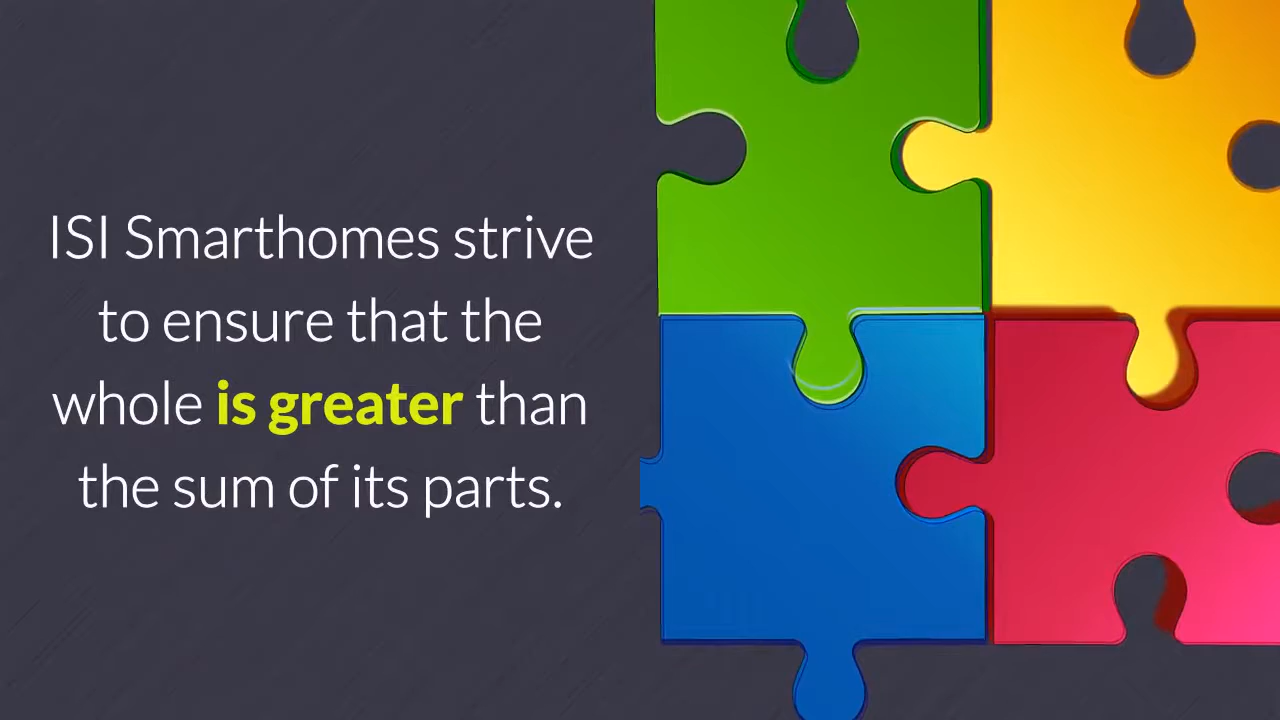 ISI Smarthomes strive
to ensure that the
whole is greater than
the sum of its parts.